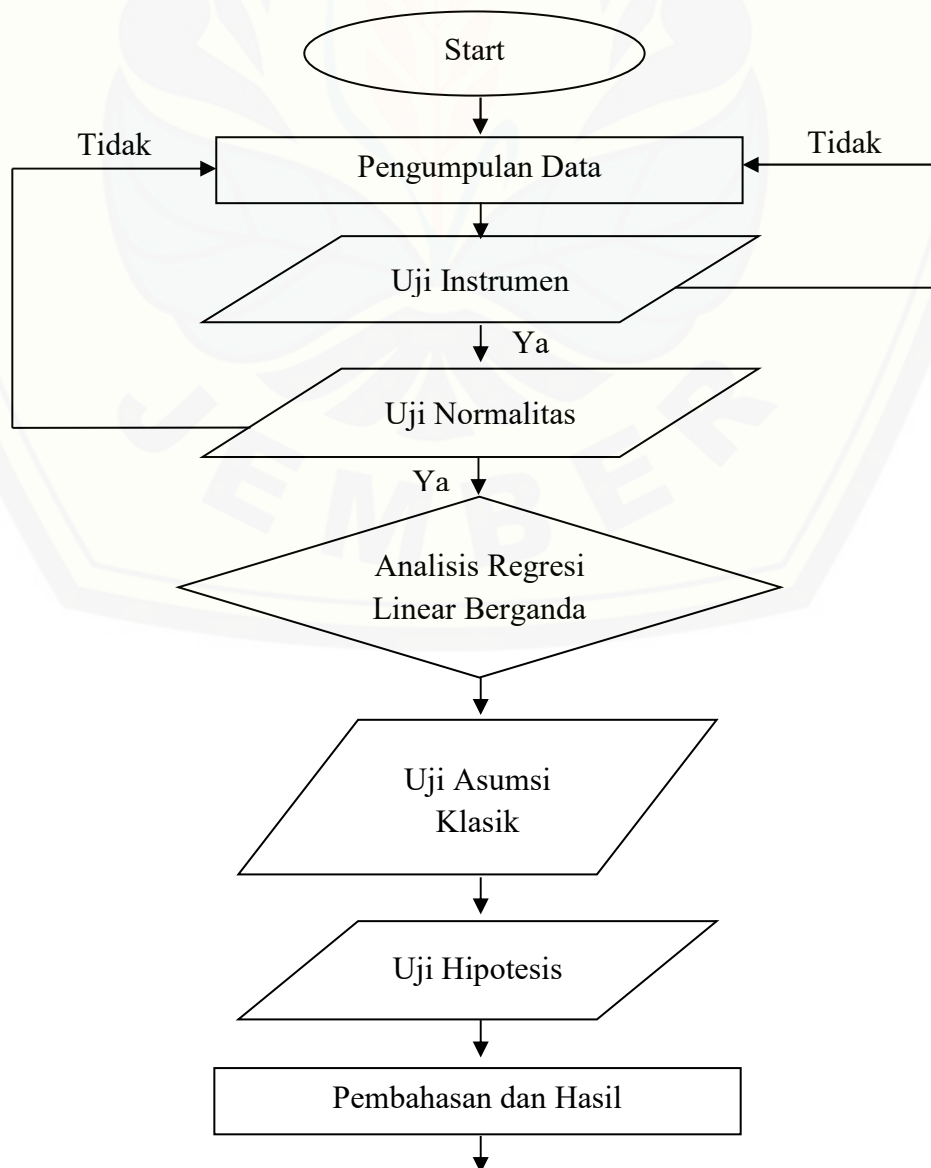 Start
Tidak
Tidak
Pengumpulan Data
Uji Instrumen
Ya
Uji Normalitas
Ya
JEMBER
Analisis Regresi
Linear Berganda
Uji Asumsi
Klasik
Uji Hipotesis
Pembahasan dan Hasil